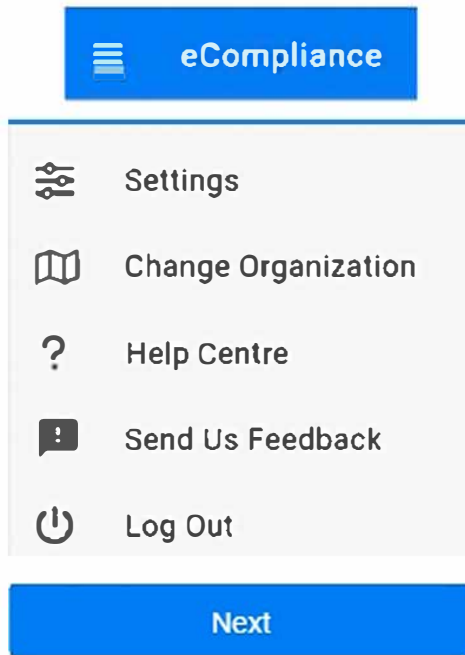 eCompliance
Settings
Change Organization
Help Centre
Send Us Feedback
Log Out
Next